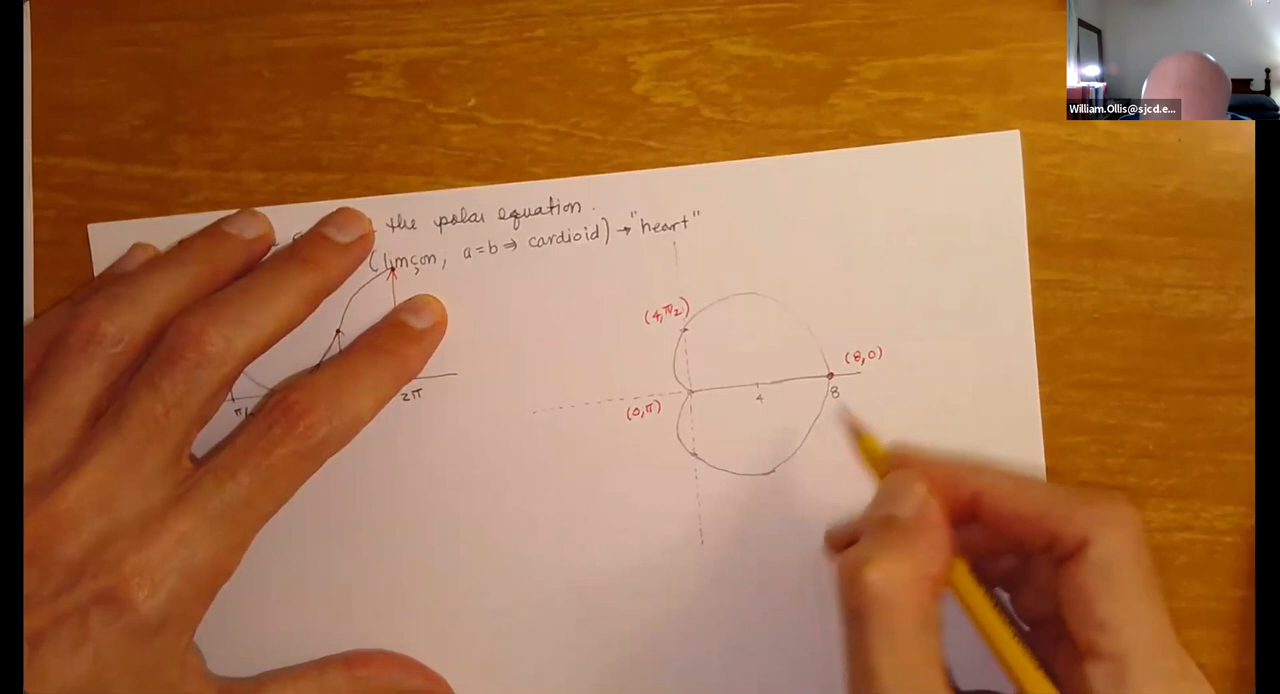 William.Ollis@sjcd.e...
the polar equation.
(limçon, a=b⇒ cardioid) → "heart"
(4,π/2)
(8,0)
(0,π)
4
8
2π